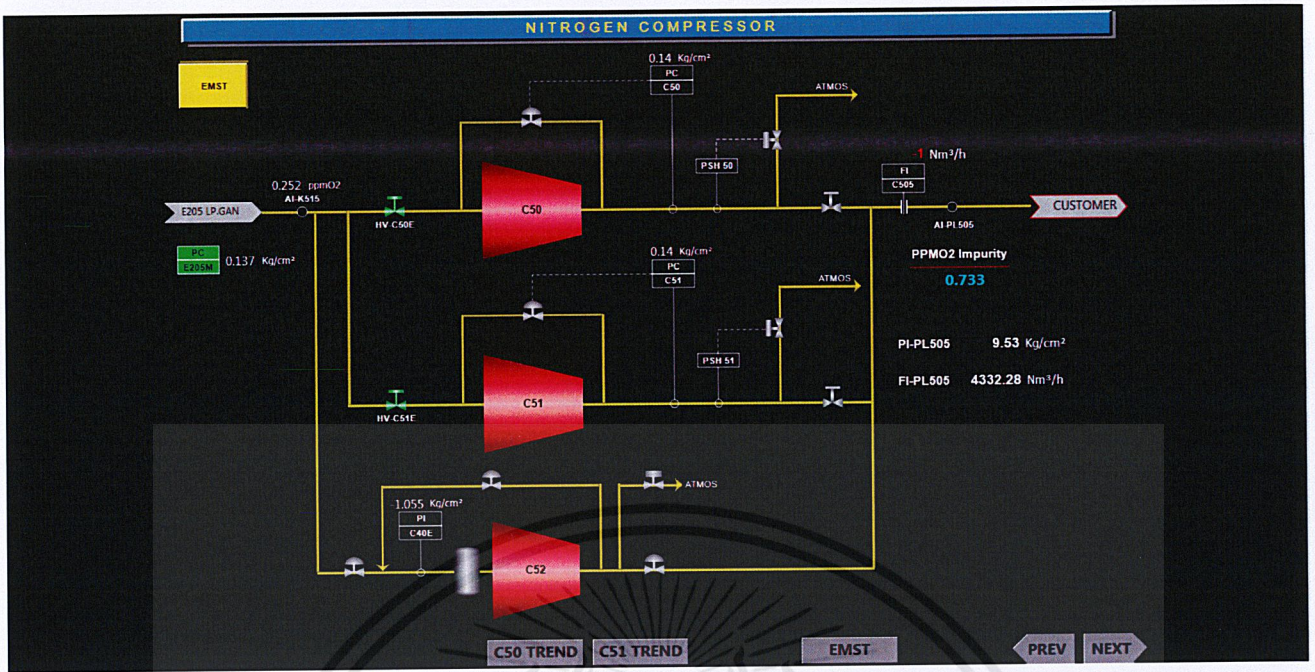 NITROGEN COMPRESSOR
EMST
0.14 Kg/cm²
PC
C50
ATMOS
PSH 50
-1 Nm³/h
FI
C505
0.252 ppmO2
AI-K515
E205 LP.GAN
HV-C50E
C50
CUSTOMER
AI-PL505
PC
E205M
0.137 Kg/cm²
0.14 Kg/cm²
PC
C51
PPMO2 Impurity
0.733
ATMOS
PSH 51
PI-PL505 9.53 Kg/cm²
FI-PL505 4332.28 Nm³/h
C51
HV-C51E
ATMOS
-1.055 Kg/cm²
PI
C40E
C52
C50 TREND
C51 TREND
EMST
PREV
NEXT